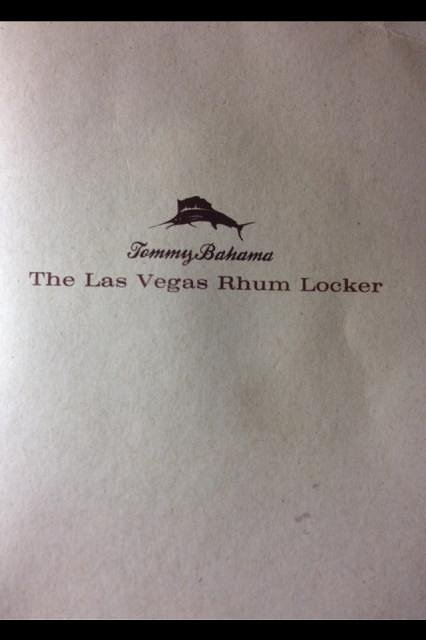 Tommy Bahama
The Las Vegas Rhum Locker